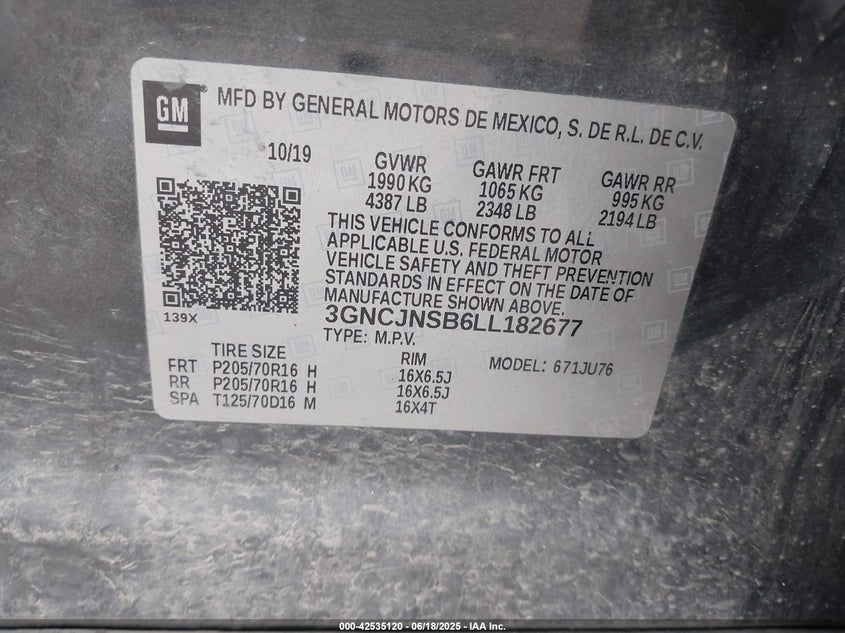 GM
MFD BY GENERAL MOTORS DE MEXICO, S. DE R.L. DE C.V.
10/19
GVWR GAWR FRT GAWR RR
1990 KG 1065 KG 995 KG
4387 LB 2348 LB 2194 LB
THIS VEHICLE CONFORMS TO ALL
APPLICABLE U.S. FEDERAL MOTOR
VEHICLE SAFETY AND THEFT PREVENTION
STANDARDS IN EFFECT ON THE DATE OF
MANUFACTURE SHOWN ABOVE.
139X
3GNCJNSB6LL182677
TYPE: M.P.V.
TIRE SIZE RIM MODEL: 671JU76
FRT P205/70R16 H 16X6.5J
RR P205/70R16 H 16X6.5J
SPA T125/70D16 M 16X4T
000-42535120 - 06/18/2025 - IAA Inc.